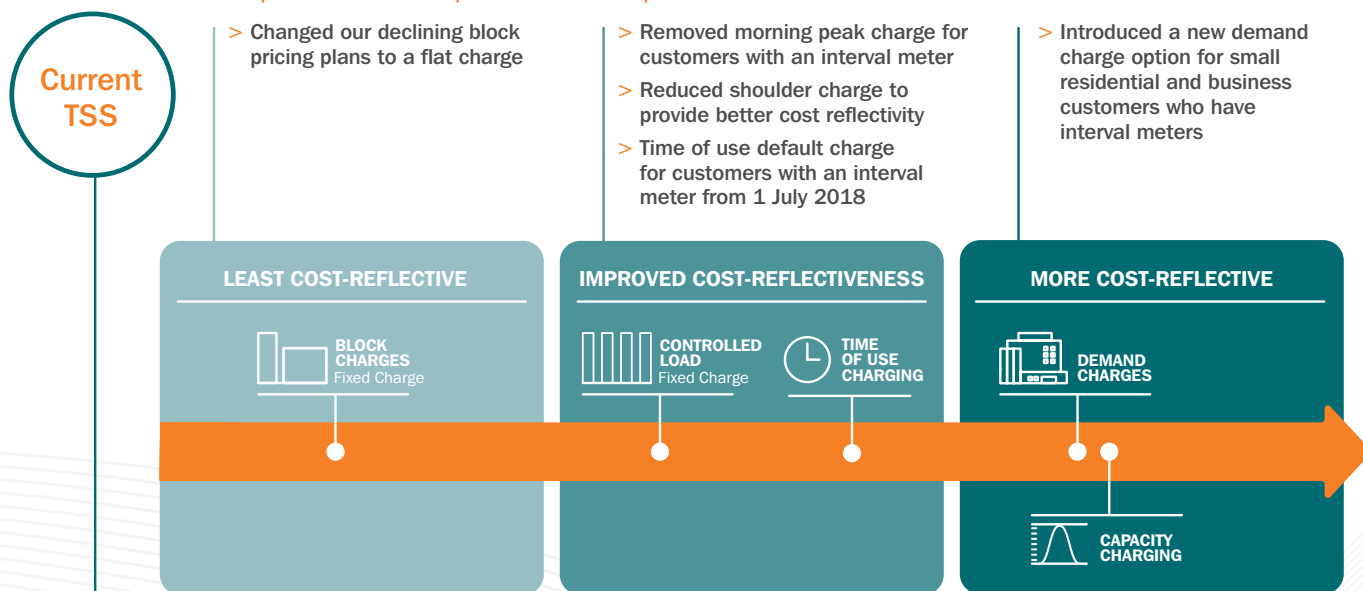 Current
TSS
> Changed our declining block
pricing plans to a flat charge
> Removed morning peak charge for
customers with an interval meter
> Reduced shoulder charge to
provide better cost reflectivity
> Time of use default charge
for customers with an interval
meter from 1 July 2018
> Introduced a new demand
charge option for small
residential and business
customers who have
interval meters
LEAST COST-REFLECTIVE
BLOCK
CHARGES
Fixed Charge
IMPROVED COST-REFLECTIVENESS
CONTROLLED
LOAD
Fixed Charge
TIME
OF USE
CHARGING
MORE COST-REFLECTIVE
DEMAND
CHARGES
CAPACITY
CHARGING